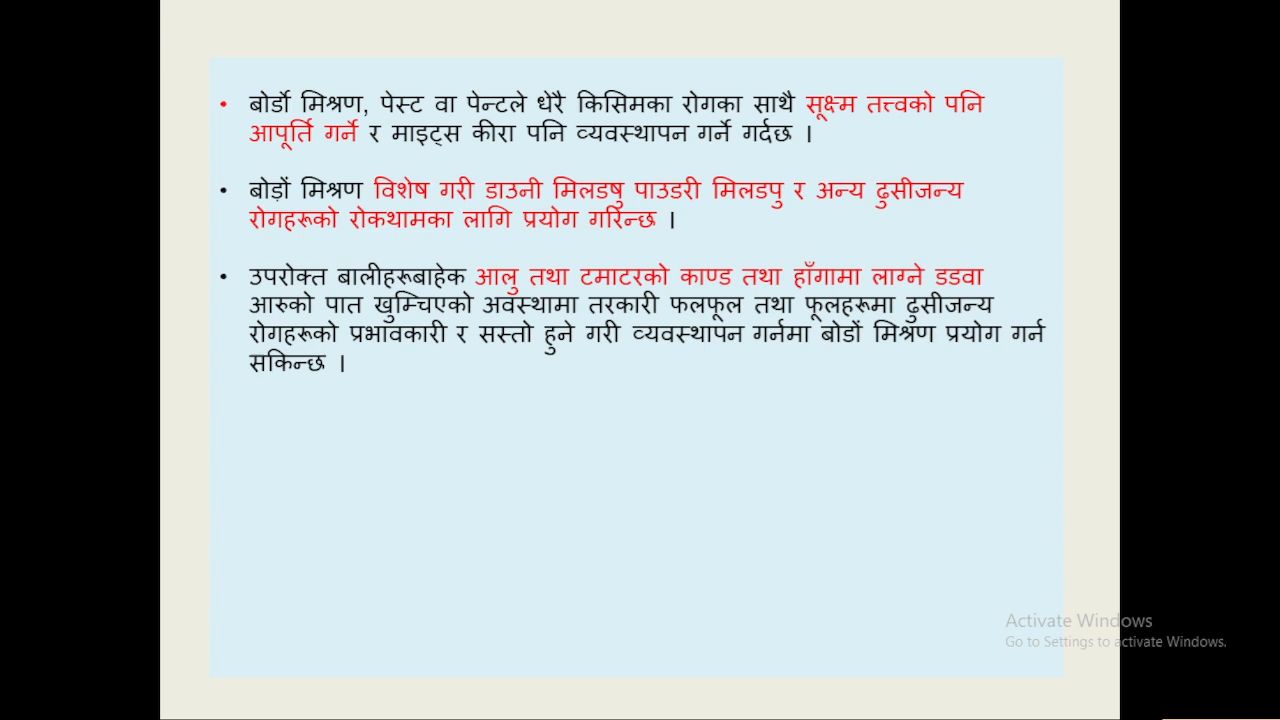 • बोर्डो मिश्रण, पेस्ट वा पेन्टले धेरै किसिमका रोगका साथै सूक्ष्म तत्त्वको पनि
आपूर्ति गर्ने र माइट्स कीरा पनि व्यवस्थापन गर्ने गर्दछ ।
• बोड़ों मिश्रण विशेष गरी डाउनी मिलडषु पाउडरी मिलडपु र अन्य ढुसीजन्य
रोगहरूको रोकथामका लागि प्रयोग गरिन्छ ।
• उपरोक्त बालीहरूबाहेक आलु तथा टमाटरको काण्ड तथा हाँगामा लाग्ने डडवा
आरुको पात खुम्चिएको अवस्थामा तरकारी फलफूल तथा फूलहरूमा ढुसीजन्य
रोगहरूको प्रभावकारी र सस्तो हुने गरी व्यवस्थापन गर्नमा बोडों मिश्रण प्रयोग गर्न
सकिन्छ ।
Activate Windows
Go to Settings to activate Windows.